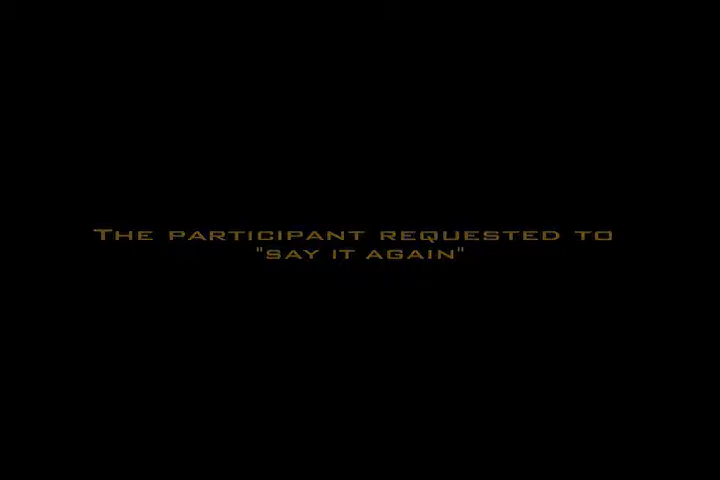 The participant requested to
"say it again"